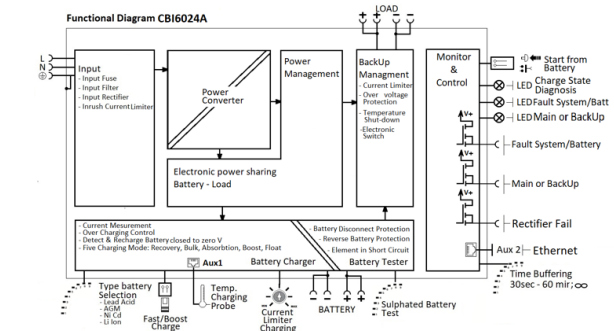 Functional Diagram CBI6024A
LOAD
+ + - -
L
N
Input
- Input Fuse
- Input Filter
- Input Rectifier
- Inrush CurrentLimiter
Power
Converter
Power
Management
BackUp
Managment
- Current Limiter
- Over voltage
Protection
- Temperature
Shut-down
-Electronic
Switch
Monitor
&
Control
Start from
Battery
LED Charge State
Diagnosis
LED Fault System/Batt
LED Main or BackUp
V+
Fault System/Battery
V+
Main or BackUp
V+
Rectifier Fail
Aux 2 Ethernet
Time Buffering
30sec - 60 mir; ∞
Electronic power sharing
Battery - Load
- Current Mesurement
- Over Charging Control
- Detect & Recharge Battery closed to zero V
- Five Charging Mode: Recovery, Bulk, Absorbtion, Boost, Float
Aux1
Battery Charger
- Battery Disconnect Protection
- Reverse Battery Protection
- Element in Short Circuit
Battery Tester
Type battery
Selection
- Lead Acid
- AGM
- Ni Cd
- Li Ion
Fast/Boost
Charge
Temp.
Charging
Probe
Current
Limiter
Charging
- - + +
BATTERY
Sulphated Battery
Test